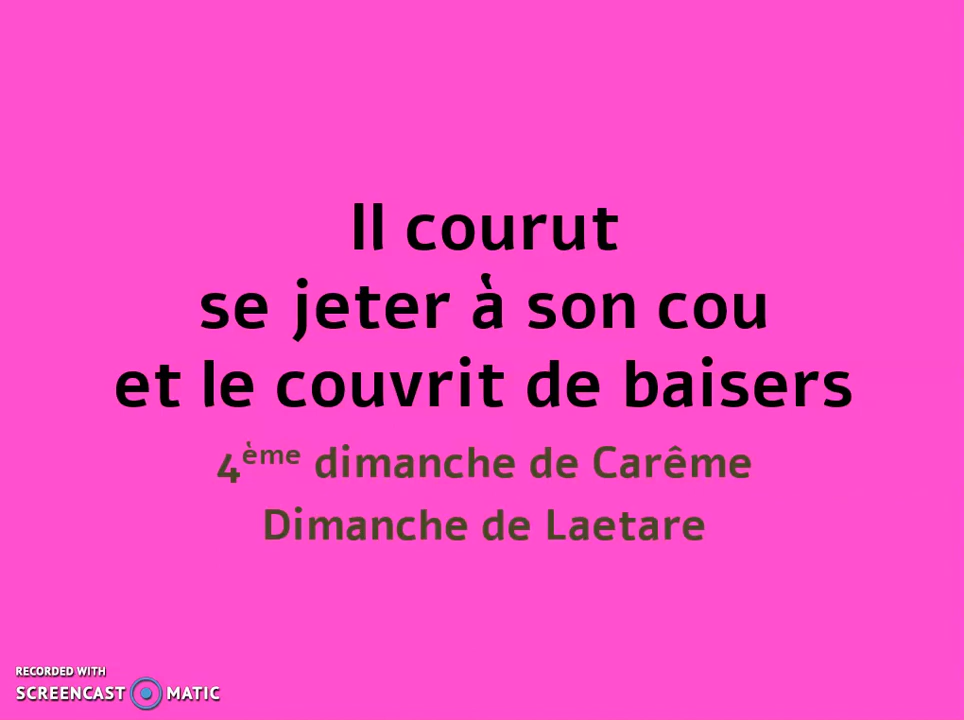 Il courut
se jeter à son cou
et le couvrit de baisers
4ème dimanche de Carême
Dimanche de Laetare
RECORDED WITH
SCREENCAST MATIC